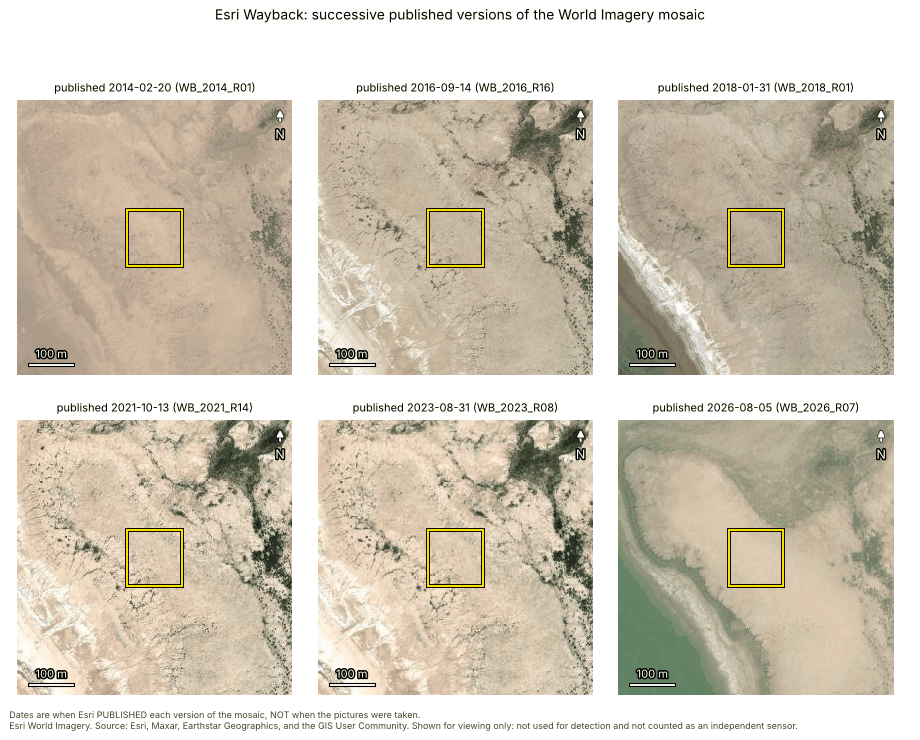 Esri Wayback: successive published versions of the World Imagery mosaic
published 2014-02-20 (WB_2014_R01)
published 2016-09-14 (WB_2016_R16)
published 2018-01-31 (WB_2018_R01)
N
N
N
100 m
100 m
100 m
published 2021-10-13 (WB_2021_R14)
published 2023-08-31 (WB_2023_R08)
published 2026-08-05 (WB_2026_R07)
N
N
N
100 m
100 m
100 m
Dates are when Esri PUBLISHED each version of the mosaic, NOT when the pictures were taken.
Esri World Imagery. Source: Esri, Maxar, Earthstar Geographics, and the GIS User Community. Shown for viewing only: not used for detection and not counted as an independent sensor.